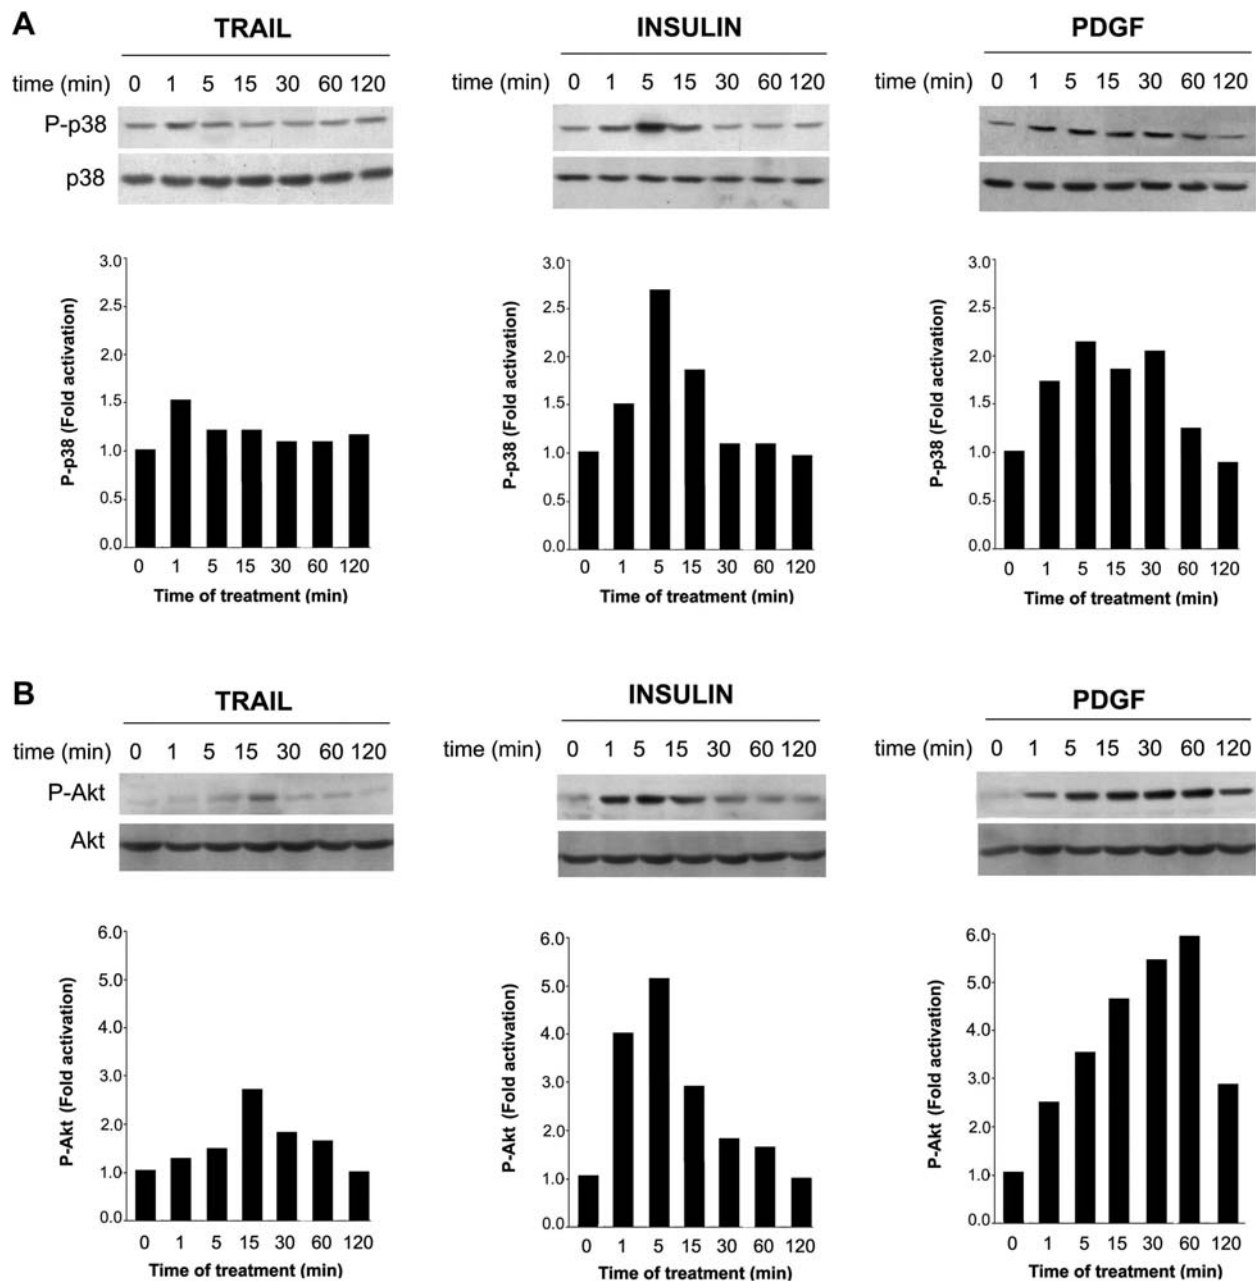 A
TRAIL
INSULIN
PDGF
time (min) 0 1 5 15 30 60 120
time (min) 0 1 5 15 30 60 120
time (min) 0 1 5 15 30 60 120
P-p38
p38
P-p38 (Fold activation)
3.0
2.5
2.0
1.5
1.0
0.5
0.0
0 1 5 15 30 60 120
Time of treatment (min)
P-p38 (Fold activation)
3.0
2.5
2.0
1.5
1.0
0.5
0.0
0 1 5 15 30 60 120
Time of treatment (min)
P-p38 (Fold activation)
3.0
2.5
2.0
1.5
1.0
0.5
0.0
0 1 5 15 30 60 120
Time of treatment (min)
B
TRAIL
INSULIN
PDGF
time (min) 0 1 5 15 30 60 120
time (min) 0 1 5 15 30 60 120
time (min) 0 1 5 15 30 60 120
P-Akt
Akt
P-Akt (Fold activation)
6.0
5.0
4.0
3.0
2.0
1.0
0.0
0 1 5 15 30 60 120
Time of treatment (min)
P-Akt (Fold activation)
6.0
5.0
4.0
3.0
2.0
1.0
0.0
0 1 5 15 30 60 120
Time of treatment (min)
P-Akt (Fold activation)
6.0
5.0
4.0
3.0
2.0
1.0
0.0
0 1 5 15 30 60 120
Time of treatment (min)